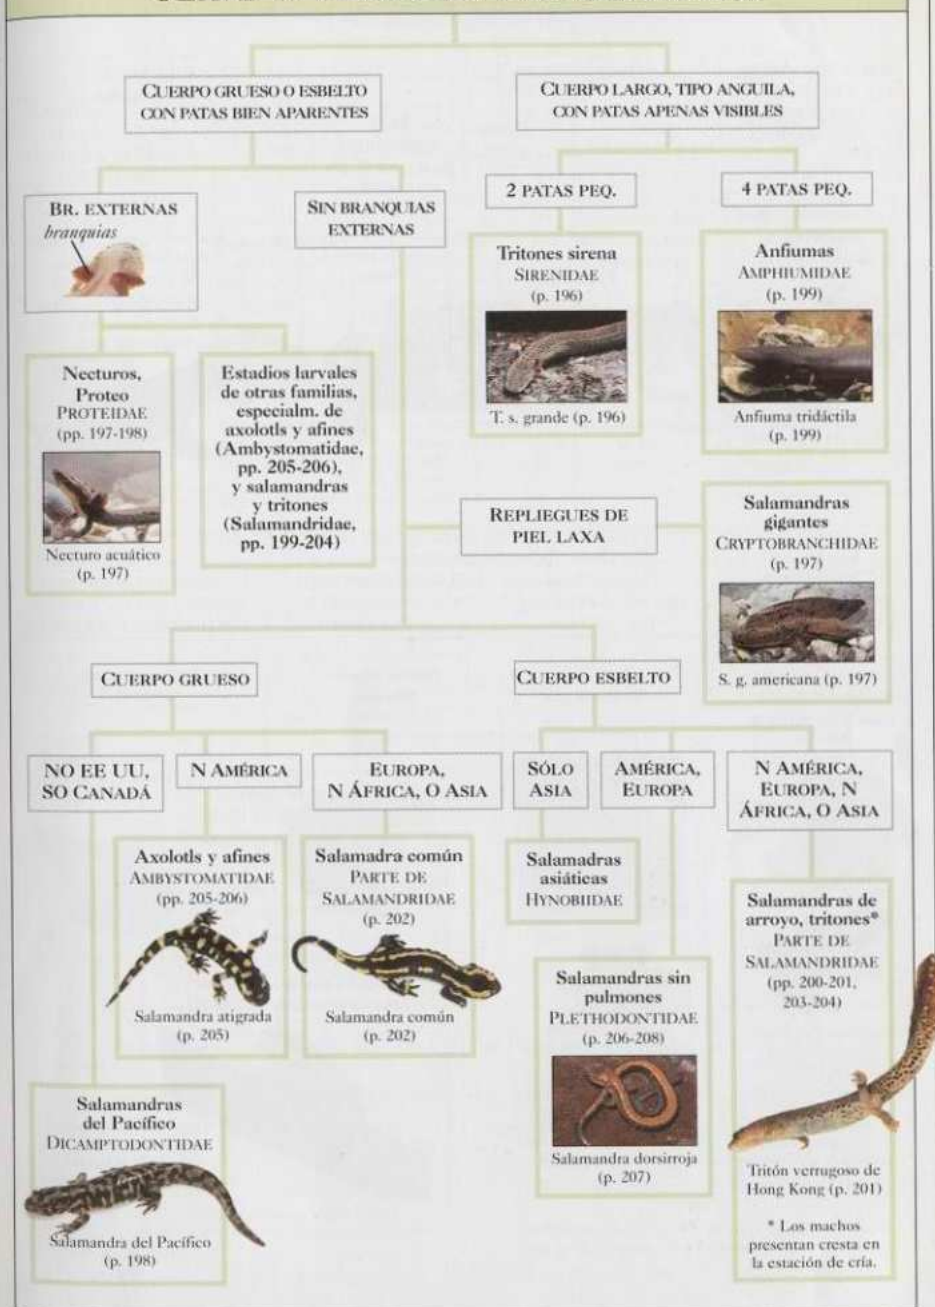 CUERPO GRUESO O ESBELTO
CON PATAS BIEN APARENTES
CUERPO LARGO, TIPO ANGUILA,
CON PATAS APENAS VISIBLES
BR. EXTERNAS
branquias
SIN BRANQUIAS
EXTERNAS
2 PATAS PEQ.
4 PATAS PEQ.
Tritones sirena
SIRENIDAE
(p. 196)
T. s. grande (p. 196)
Anfiumas
AMPHIUMIDAE
(p. 199)
Anfiuma tridáctila
(p. 199)
Necturos,
Proteo
PROTEIDAE
(pp. 197-198)
Necturo acuático
(p. 197)
Estadios larvales
de otras familias,
especialm. de
axolotls y afines
(Ambystomatidae,
pp. 205-206),
y salamandras
y tritones
(Salamandridae,
pp. 199-204)
REPLIEGUES DE
PIEL LAXA
Salamandras
gigantes
CRYPTOBRANCHIDAE
(p. 197)
S. g. americana (p. 197)
CUERPO GRUESO
CUERPO ESBELTO
NO EE UU,
SO CANADÁ
N AMÉRICA
EUROPA,
N ÁFRICA, O ASIA
SÓLO
ASIA
AMÉRICA,
EUROPA
N AMÉRICA,
EUROPA, N
ÁFRICA, O ASIA
Axolotls y afines
AMBYSTOMATIDAE
(pp. 205-206)
Salamandra atigrada
(p. 205)
Salamadra común
PARTE DE
SALAMANDRIDAE
(p. 202)
Salamandra común
(p. 202)
Salamadras
asiáticas
HYNOBIIDAE
Salamandras sin
pulmones
PLETHODONTIDAE
(p. 206-208)
Salamandra dorsirroja
(p. 207)
Salamandras de
arroyo, tritones*
PARTE DE
SALAMANDRIDAE
(pp. 200-201,
203-204)
Tritón verrugoso de
Hong Kong (p. 201)
* Los machos
presentan cresta en
la estación de cría.
Salamandras
del Pacífico
DICAMPTODONTIDAE
Salamandra del Pacífico
(p. 198)